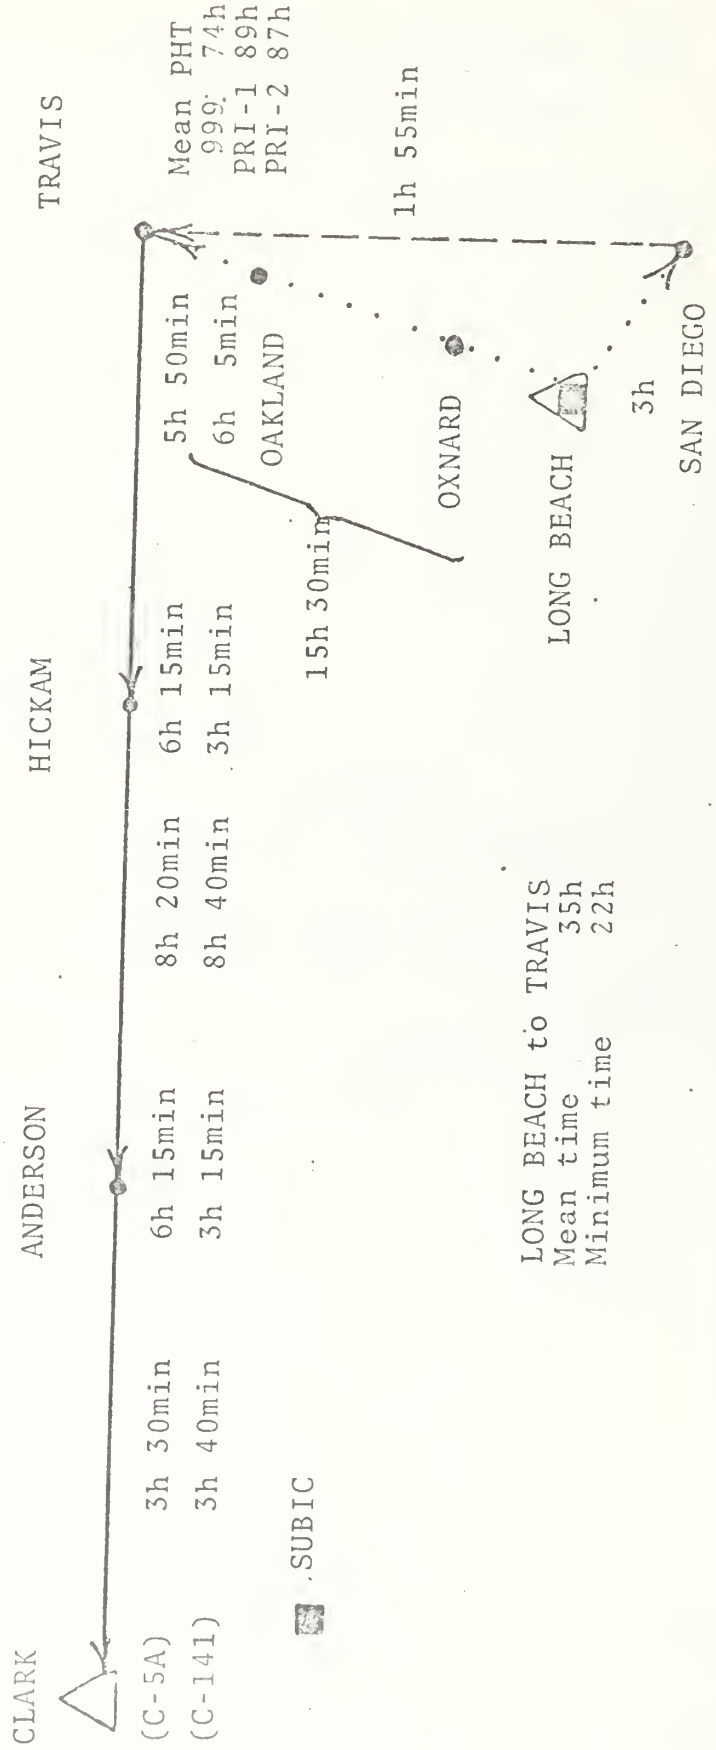 CLARK
ANDERSON
HICKAM
TRAVIS
(C-5A) 3h 30min 6h 15min 8h 20min 6h 15min 5h 50min
(C-141) 3h 40min 3h 15min 8h 40min 3h 15min 6h 5min
Mean PHT
999: 74h
PRI-1 89h
PRI-2 87h
.SUBIC
OAKLAND
15h 30min
1h 55min
OXNARD
LONG BEACH
3h
SAN DIEGO
LONG BEACH to TRAVIS
Mean time 35h
Minimum time 22h